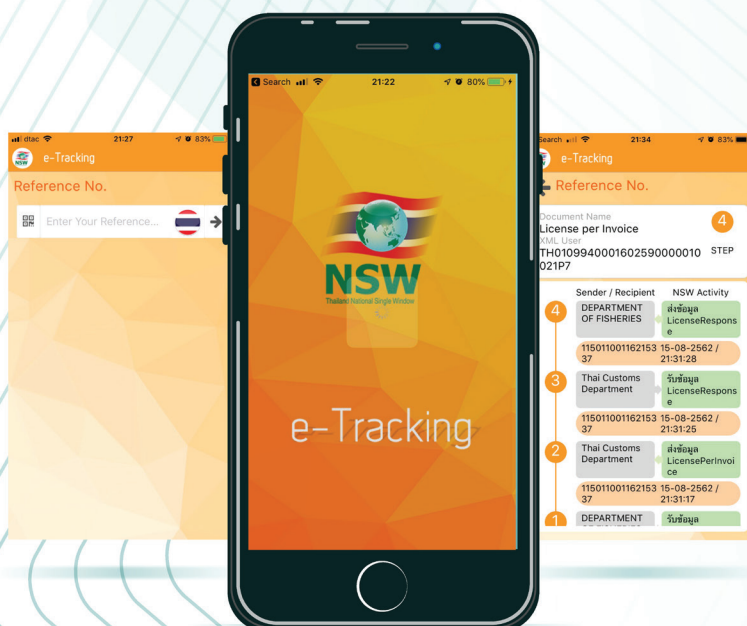 dtac 21:27 83%
e-Tracking
Reference No.
Enter Your Reference...
Search 21:22 80%
NSW
Thailand National Single Window
e-Tracking
Search 21:34 83%
e-Tracking
Reference No.
Document Name
License per Invoice
4
XML User
TH0109940001602590000010
021P7
STEP
Sender / Recipient NSW Activity
4
DEPARTMENT
OF FISHERIES
ส่งข้อมูล
LicenseRespons
e
115011001162153
37
15-08-2562 /
21:31:28
3
Thai Customs
Department
รับข้อมูล
LicenseRespons
e
115011001162153
37
15-08-2562 /
21:31:25
2
Thai Customs
Department
ส่งข้อมูล
LicensePerInvoi
ce
115011001162153
37
15-08-2562 /
21:31:17
1
DEPARTMENT
รับข้อมูล